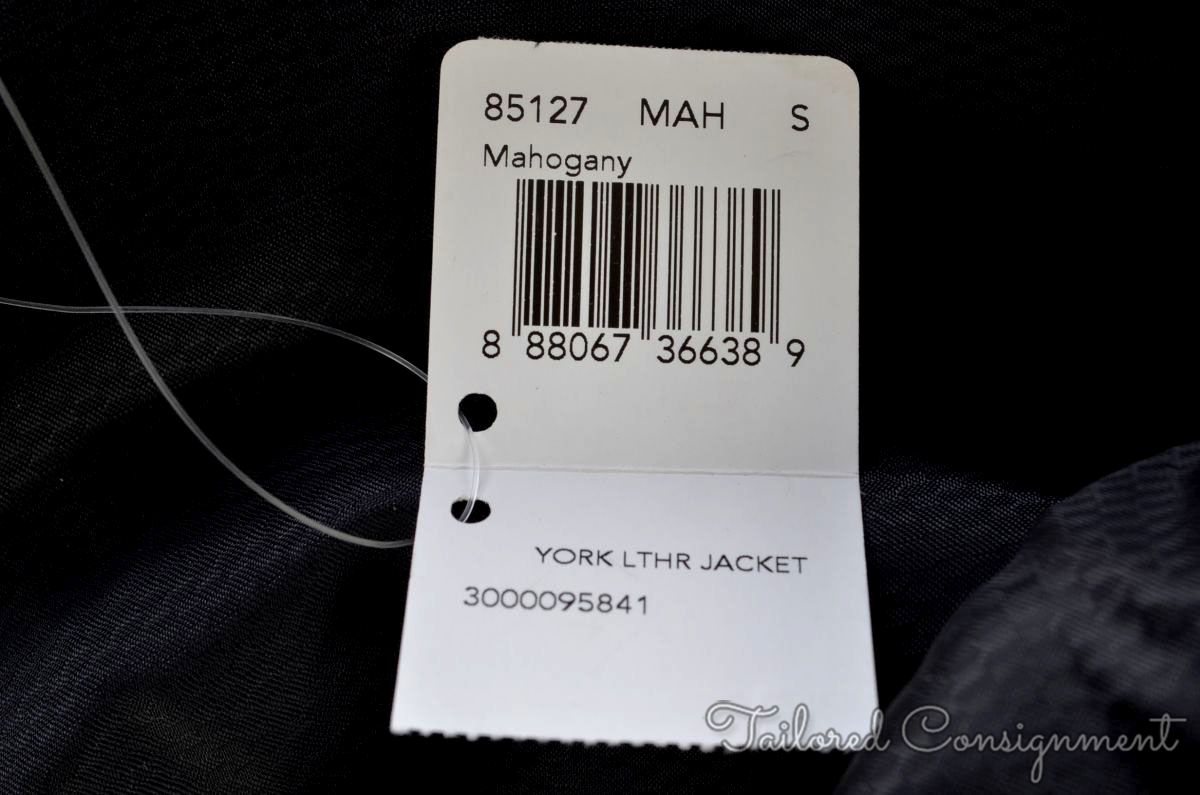 85127 MAH S
Mahogany
8 88067 36638 9
YORK LTHR JACKET
3000095841
Tailored Consignment